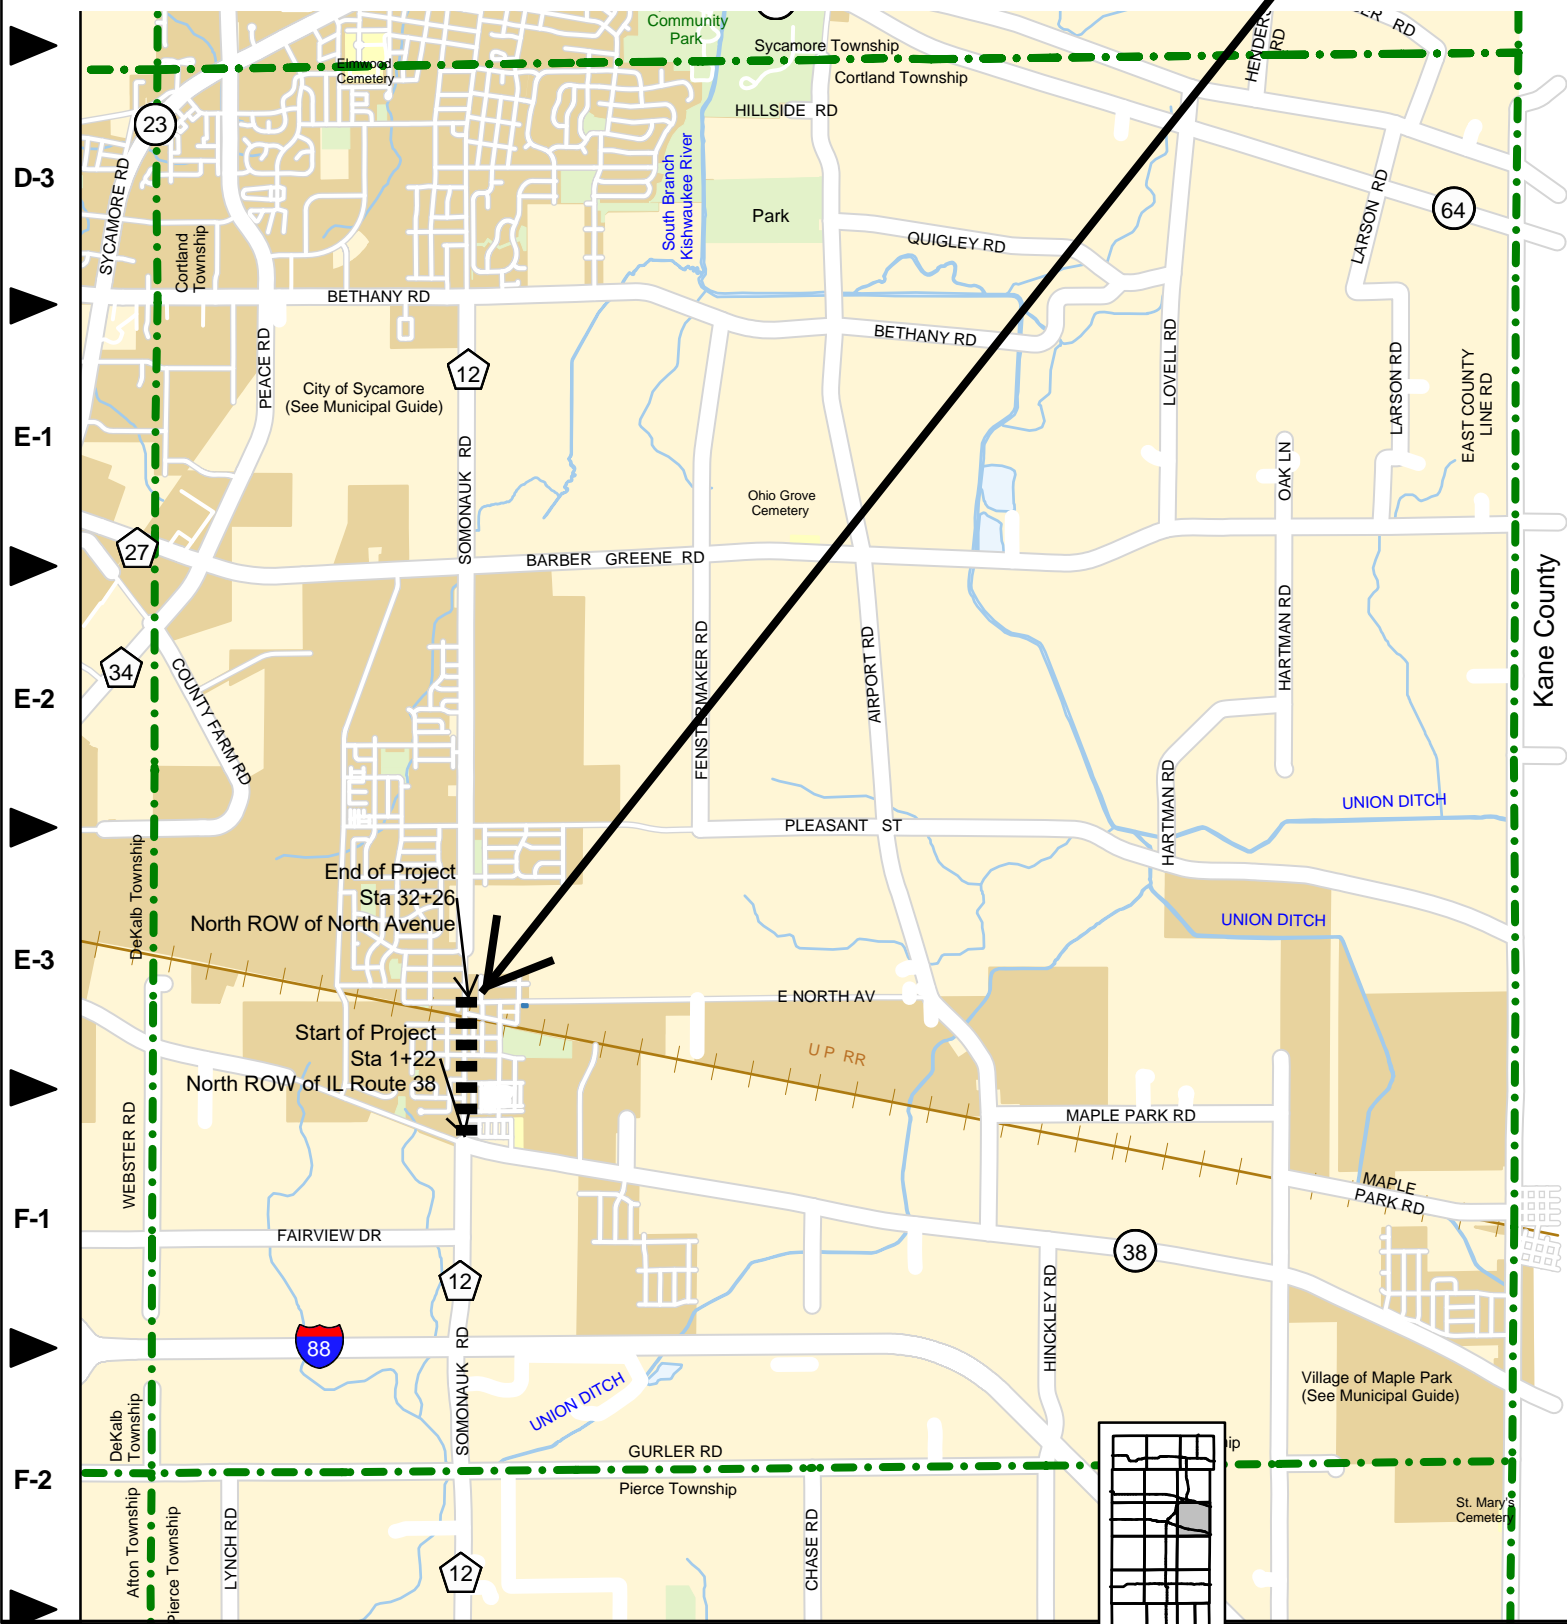 Community
Park
HENDERS
RD
ER RD
Sycamore Township
Elmwood
Cemetery
Cortland Township
HILLSIDE RD
23
D-3
SYCAMORE RD
South Branch
Kishwaukee River
Park
LARSON RD
64
Cortland
Township
QUIGLEY RD
BETHANY RD
BETHANY RD
PEACE RD
LOVELL RD
12
City of Sycamore
(See Municipal Guide)
LARSON RD
EAST COUNTY
LINE RD
E-1
SOMONAUK RD
OAK LN
Ohio Grove
Cemetery
27
BARBER GREENE RD
Kane County
HARTMAN RD
34
COUNTY FARM RD
FENSTERMAKER RD
AIRPORT RD
E-2
UNION DITCH
HARTMAN RD
PLEASANT ST
DeKalb Township
End of Project
Sta 32+26
North ROW of North Avenue
UNION DITCH
E-3
E NORTH AV
Start of Project
Sta 1+22
North ROW of IL Route 38
U P RR
MAPLE PARK RD
WEBSTER RD
MAPLE
PARK RD
F-1
FAIRVIEW DR
38
12
HINCKLEY RD
88
SOMONAUK RD
UNION DITCH
Village of Maple Park
(See Municipal Guide)
DeKalb
Township
GURLER RD
ip
F-2
Pierce Township
St. Mary's
Cemetery
Afton Township
Pierce Township
LYNCH RD
CHASE RD
12